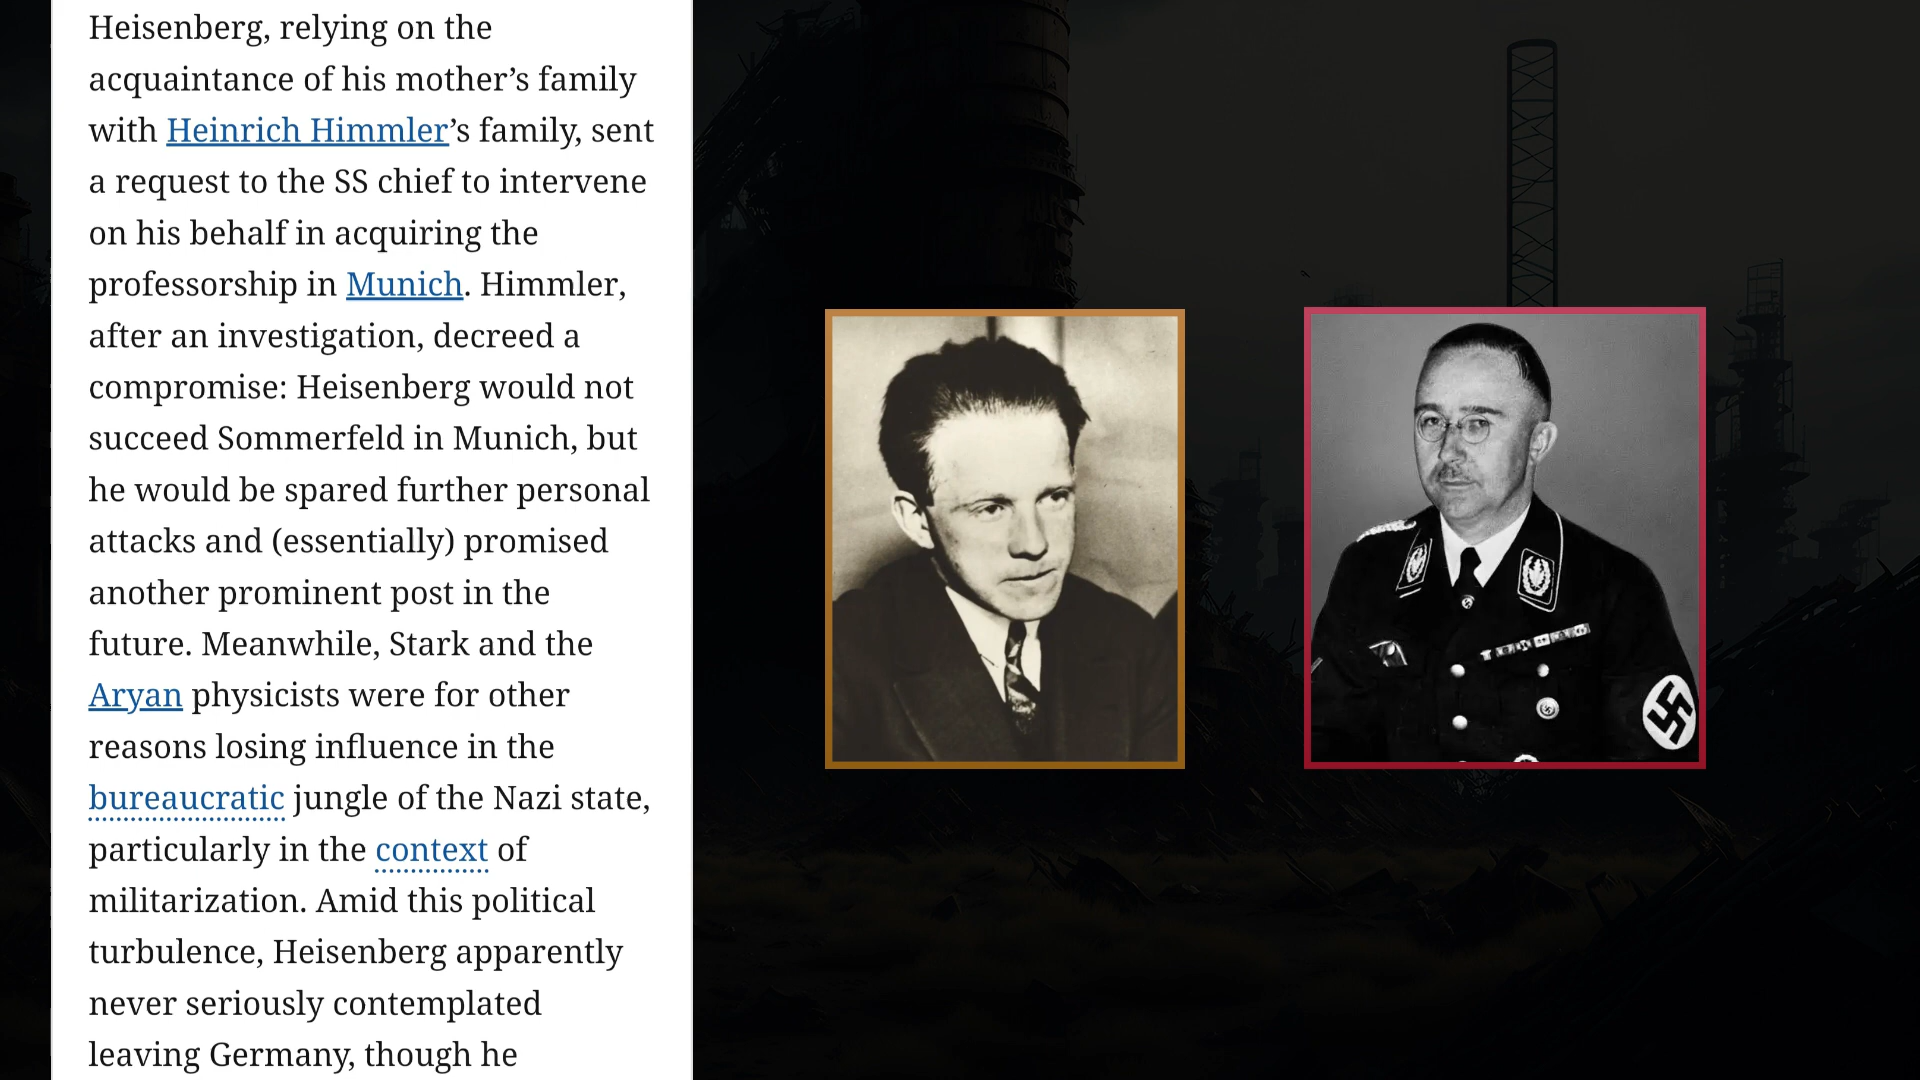 Heisenberg, relying on the
acquaintance of his mother’s family
with Heinrich Himmler’s family, sent
a request to the SS chief to intervene
on his behalf in acquiring the
professorship in Munich. Himmler,
after an investigation, decreed a
compromise: Heisenberg would not
succeed Sommerfeld in Munich, but
he would be spared further personal
attacks and (essentially) promised
another prominent post in the
future. Meanwhile, Stark and the
Aryan physicists were for other
reasons losing influence in the
bureaucratic jungle of the Nazi state,
particularly in the context of
militarization. Amid this political
turbulence, Heisenberg apparently
never seriously contemplated
leaving Germany, though he